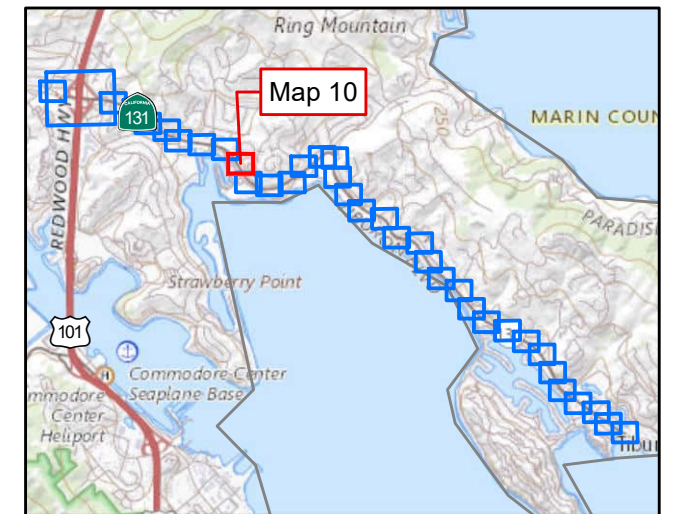 Ring Mountain
Map 10
CALIFORNIA
131
MARIN COUN
REDWOOD HWY
250
PARADIS
Strawberry Point
101
Commodore Center
Seaplane Base
mmodore
Center
Heliport
H
Tibur